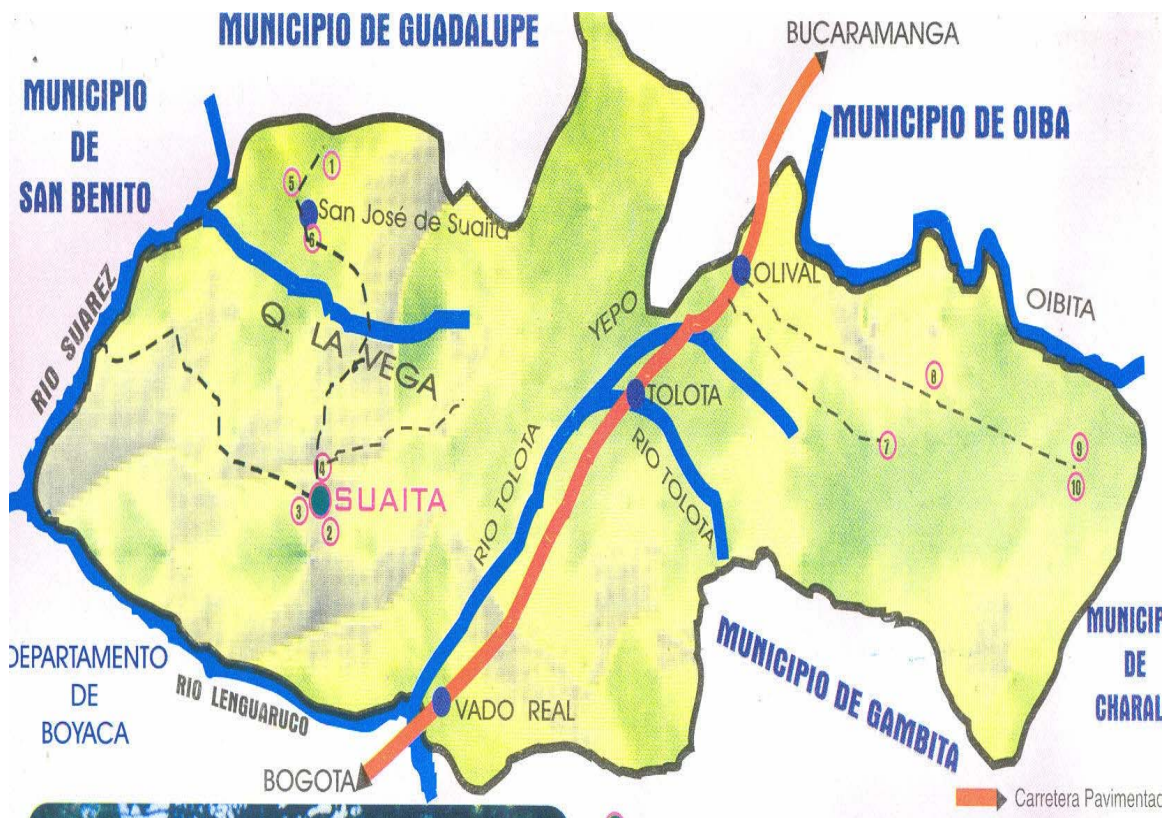 MUNICIPIO DE GUADALUPE
BUCARAMANGA
MUNICIPIO
DE
SAN BENITO
MUNICIPIO DE OIBA
1
5
San José de Suaita
6
OLIVAL
OIBITA
RIO SUAREZ
Q. LA VEGA
YEPO
TOLOTA
8
7
9
10
RIO TOLOTA
RIO TOLOTA
4
SUAITA
3
2
DEPARTAMENTO
DE
BOYACA
RIO LENGUARUCO
VADO REAL
BOGOTA
MUNICIPIO DE GAMBITA
MUNICIP
DE
CHARAL
Carretera Pavimentad